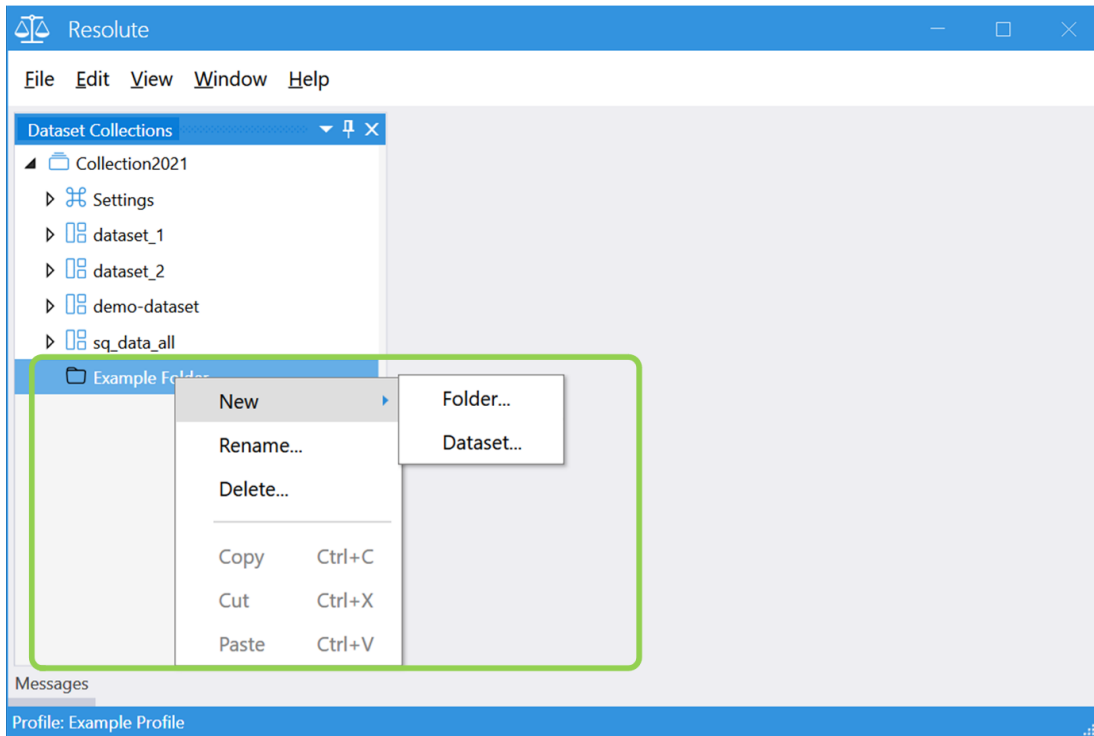 Resolute
File Edit View Window Help
Dataset Collections
Collection2021
Settings
dataset_1
dataset_2
demo-dataset
sq_data_all
Example Folder
New
Folder...
Rename...
Dataset...
Delete...
Copy Ctrl+C
Cut Ctrl+X
Paste Ctrl+V
Messages
Profile: Example Profile